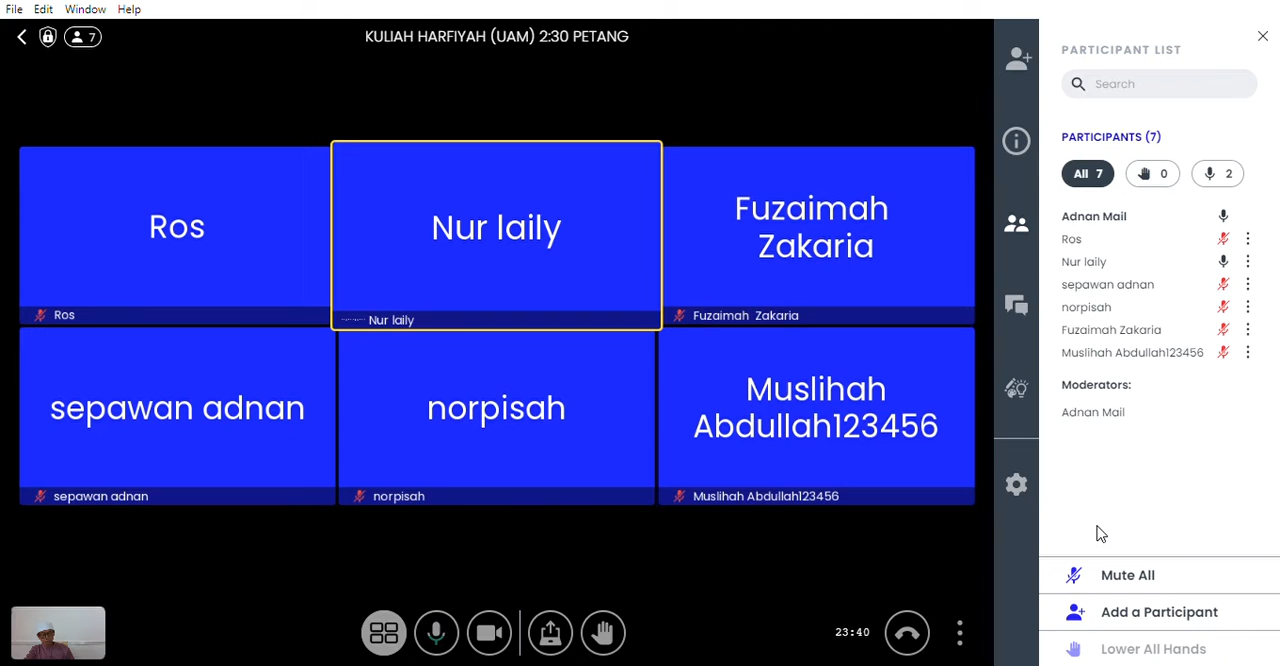 File Edit Window Help
7
KULIAH HARFIYAH (UAM) 2:30 PETANG
Ros
Ros
Nur laily
Nur laily
Fuzaimah
Zakaria
Fuzaimah Zakaria
sepawan adnan
sepawan adnan
norpisah
norpisah
Muslihah
Abdullah123456
Muslihah Abdullah123456
23:40
PARTICIPANT LIST
Search
PARTICIPANTS (7)
All 7 0 2
Adnan Mail
Ros
Nur laily
sepawan adnan
norpisah
Fuzaimah Zakaria
Muslihah Abdullah123456
Moderators:
Adnan Mail
Mute All
Add a Participant
Lower All Hands